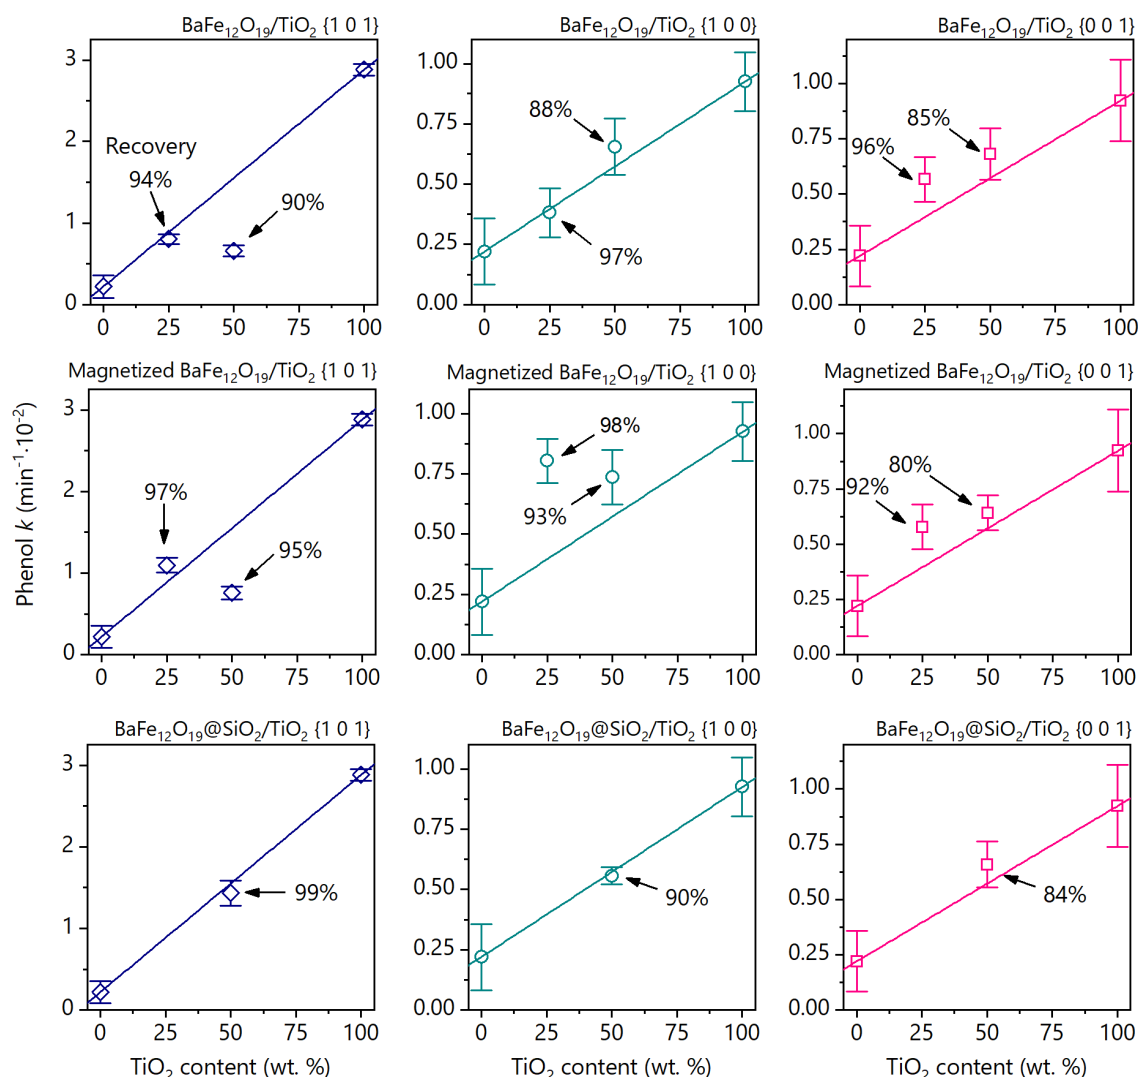 BaFe₁₂O₁₉/TiO₂ {1 0 1}
3
2
1
0
Recovery
94%
90%
0 25 50 75 100
BaFe₁₂O₁₉/TiO₂ {1 0 0}
1.00
0.75
0.50
0.25
0.00
88%
97%
0 25 50 75 100
BaFe₁₂O₁₉/TiO₂ {0 0 1}
1.00
0.75
0.50
0.25
0.00
85%
96%
0 25 50 75 100
Phenol k (min⁻¹·10⁻²)
Magnetized BaFe₁₂O₁₉/TiO₂ {1 0 1}
3
2
1
0
97%
95%
0 25 50 75 100
Magnetized BaFe₁₂O₁₉/TiO₂ {1 0 0}
1.00
0.75
0.50
0.25
0.00
98%
93%
0 25 50 75 100
Magnetized BaFe₁₂O₁₉/TiO₂ {0 0 1}
1.00
0.75
0.50
0.25
0.00
80%
92%
0 25 50 75 100
BaFe₁₂O₁₉@SiO₂/TiO₂ {1 0 1}
3
2
1
0
99%
0 25 50 75 100
TiO₂ content (wt. %)
BaFe₁₂O₁₉@SiO₂/TiO₂ {1 0 0}
1.00
0.75
0.50
0.25
0.00
90%
0 25 50 75 100
TiO₂ content (wt. %)
BaFe₁₂O₁₉@SiO₂/TiO₂ {0 0 1}
1.00
0.75
0.50
0.25
0.00
84%
0 25 50 75 100
TiO₂ content (wt. %)